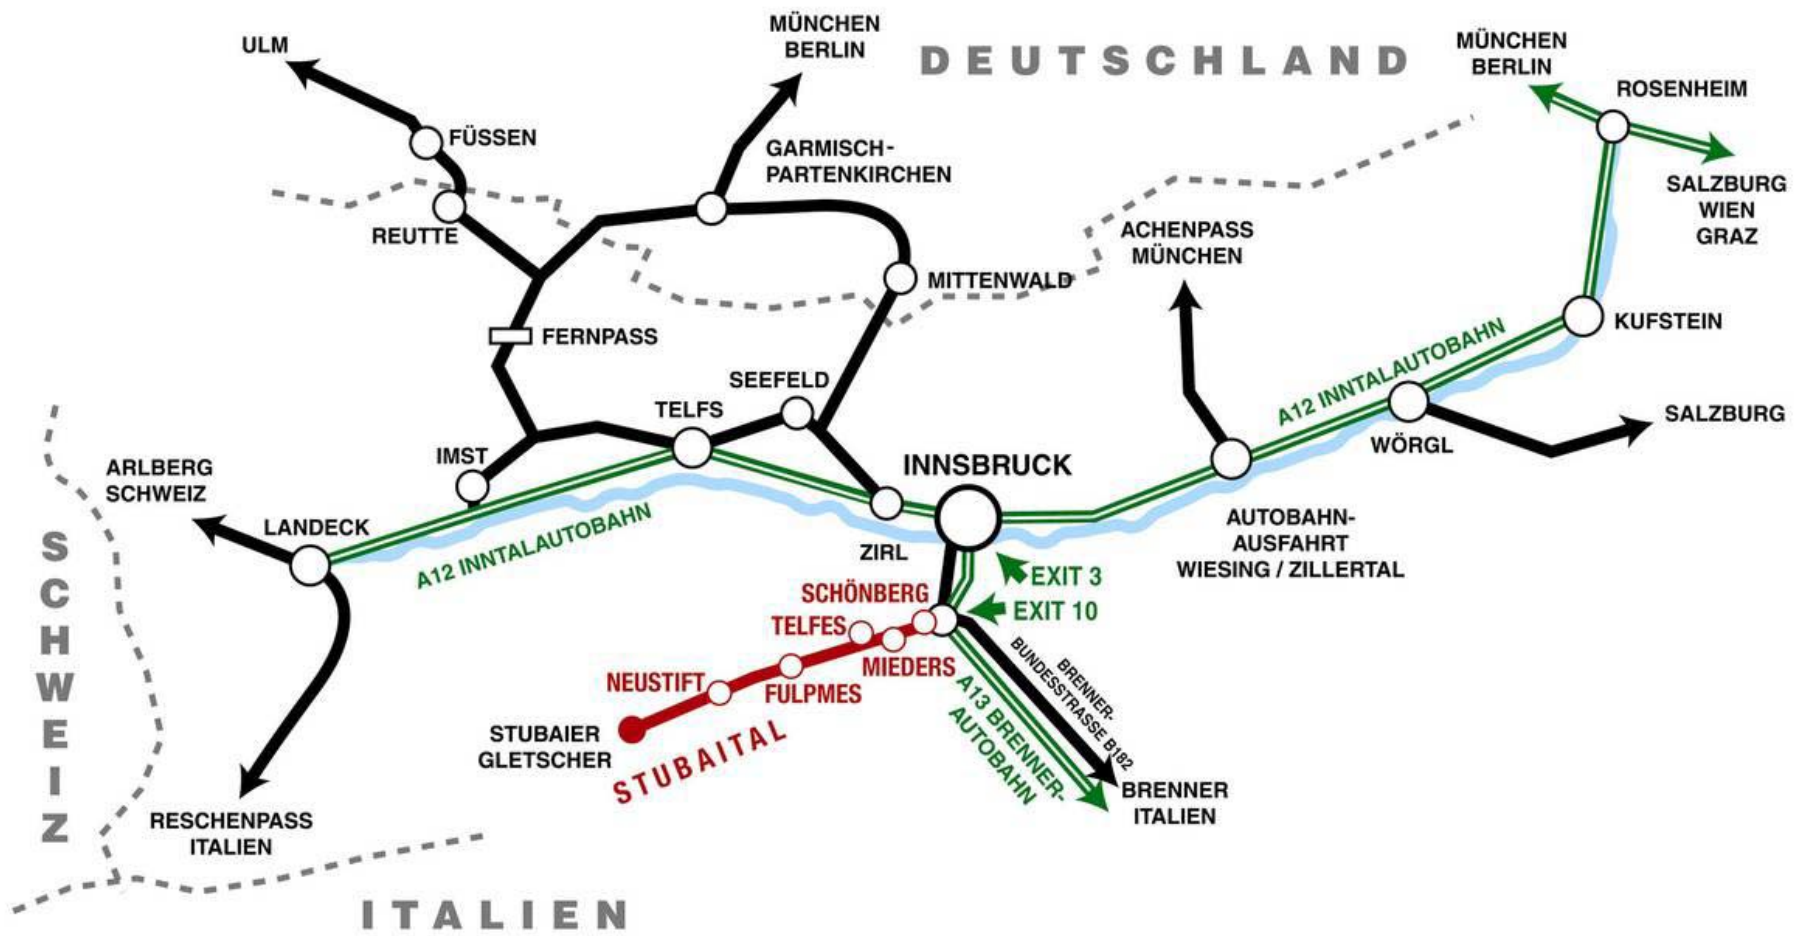 MÜNCHEN
BERLIN
ULM
DEUTSCHLAND
MÜNCHEN
BERLIN
ROSENHEIM
FÜSSEN
GARMISCH-
PARTENKIRCHEN
SALZBURG
WIEN
GRAZ
REUTTE
ACHENPASS
MÜNCHEN
MITTENWALD
FERNPASS
KUFSTEIN
A12 INNTALAUTOBAHN
SEEFELD
TELFS
SALZBURG
WÖRGL
IMST
INNSBRUCK
ARLBERG
SCHWEIZ
LANDECK
A12 INNTALAUTOBAHN
ZIRL
AUTOBAHN-
AUSFAHRT
WIESING / ZILLERTAL
SCHWEIZ
EXIT 3
EXIT 10
SCHÖNBERG
TELFES
MIEDERS
NEUSTIFT
FULPMES
STUBAIER
GLETSCHER
STUBAITAL
A13 BRENNER-
AUTOBAHN
BRENNER-
BUNDESSTRASSE B182
BRENNER
ITALIEN
RESCHENPASS
ITALIEN
ITALIEN